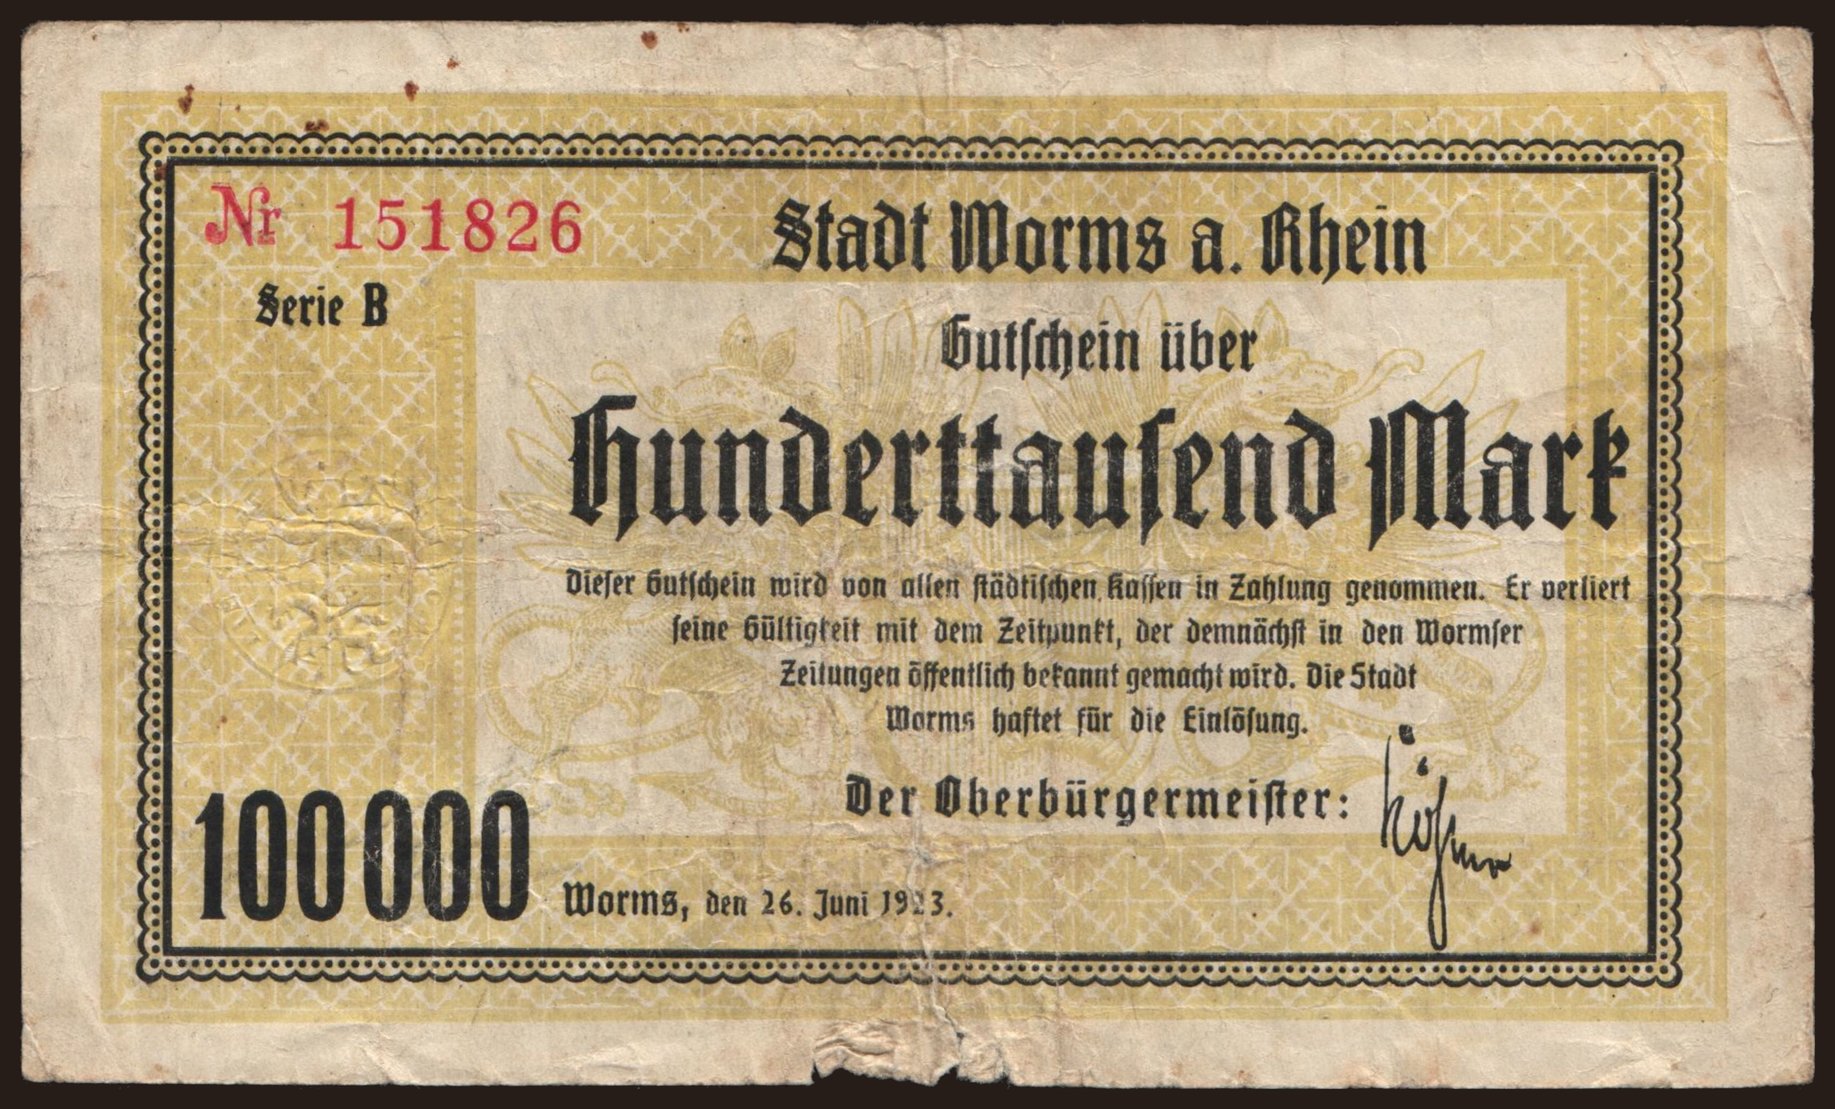 Nr 151826
Serie B
Stadt Worms a. Rhein
Gutschein über
Hunderttausend Mark
Dieser Gutschein wird von allen städtischen Kassen in Zahlung genommen. Er verliert
seine Gültigkeit mit dem Zeitpunkt, der demnächst in den Wormser
Zeitungen öffentlich bekannt gemacht wird. Die Stadt
Worms haftet für die Einlösung.
Der Oberbürgermeister:
100000
Worms, den 26. Juni 1923.